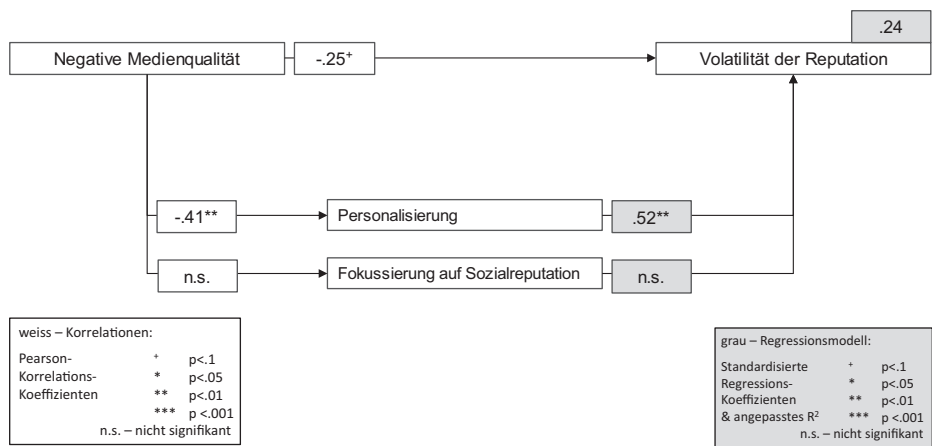 .24
Negative Medienqualität -.25⁺ Volatilität der Reputation
-.41** Personalisierung .52**
n.s. Fokussierung auf Sozialreputation n.s.
weiss – Korrelationen:
Pearson- ⁺ p<.1
Korrelations- * p<.05
Koeffizienten ** p<.01
*** p <.001
n.s. – nicht signifikant
grau – Regressionsmodell:
Standardisierte ⁺ p<.1
Regressions- * p<.05
Koeffizienten ** p<.01
& angepasstes R² *** p <.001
n.s. – nicht signifikant